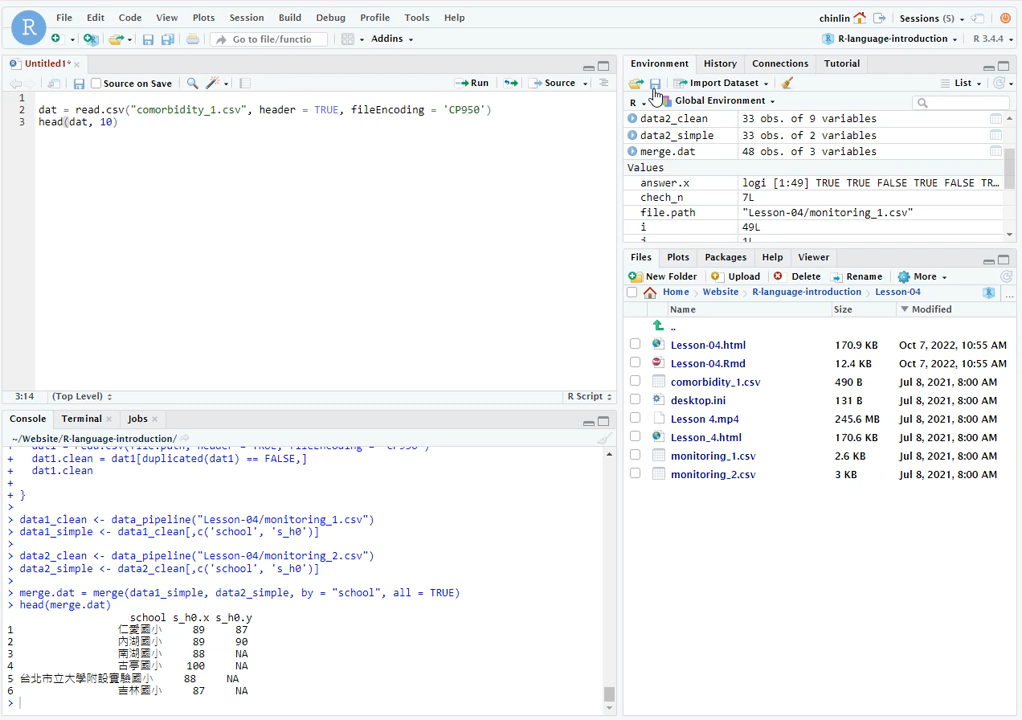 R File Edit Code View Plots Session Build Debug Profile Tools Help chinlin Sessions (5)
Go to file/functio Addins R-language-introduction R 3.4.4
Untitled1*
Source on Save Run Source
1
2 dat = read.csv("comorbidity_1.csv", header = TRUE, fileEncoding = 'CP950')
3 head(dat, 10)
3:14 (Top Level) R Script
Console Terminal Jobs
~/Website/R-language-introduction/
+ dat1 = read.csv(file.path, header = TRUE, fileEncoding = 'CP950')
+ dat1.clean = dat1[duplicated(dat1) == FALSE,]
+ dat1.clean
+
+ }
>
> data1_clean <- data_pipeline("Lesson-04/monitoring_1.csv")
> data1_simple <- data1_clean[,c('school', 's_h0')]
>
> data2_clean <- data_pipeline("Lesson-04/monitoring_2.csv")
> data2_simple <- data2_clean[,c('school', 's_h0')]
>
> merge.dat = merge(data1_simple, data2_simple, by = "school", all = TRUE)
> head(merge.dat)
school s_h0.x s_h0.y
1 仁愛國小 89 87
2 內湖國小 89 90
3 南湖國小 88 NA
4 古亭國小 100 NA
5 台北市立大學附設實驗國小 88 NA
6 吉林國小 87 NA
>
Environment History Connections Tutorial
Import Dataset List
R Global Environment
data2_clean 33 obs. of 9 variables
data2_simple 33 obs. of 2 variables
merge.dat 48 obs. of 3 variables
Values
answer.x logi [1:49] TRUE TRUE FALSE TRUE FALSE TR…
chech_n 7L
file.path "Lesson-04/monitoring_1.csv"
i 49L
j 1L
Files Plots Packages Help Viewer
New Folder Upload Delete Rename More
Home Website R-language-introduction Lesson-04 R ...
Name Size Modified
..
Lesson-04.html 170.9 KB Oct 7, 2022, 10:55 AM
Lesson-04.Rmd 12.4 KB Oct 7, 2022, 10:55 AM
comorbidity_1.csv 490 B Jul 8, 2021, 8:00 AM
desktop.ini 131 B Jul 8, 2021, 8:00 AM
Lesson 4.mp4 245.6 MB Jul 8, 2021, 8:00 AM
Lesson_4.html 170.6 KB Jul 8, 2021, 8:00 AM
monitoring_1.csv 2.6 KB Jul 8, 2021, 8:00 AM
monitoring_2.csv 3 KB Jul 8, 2021, 8:00 AM